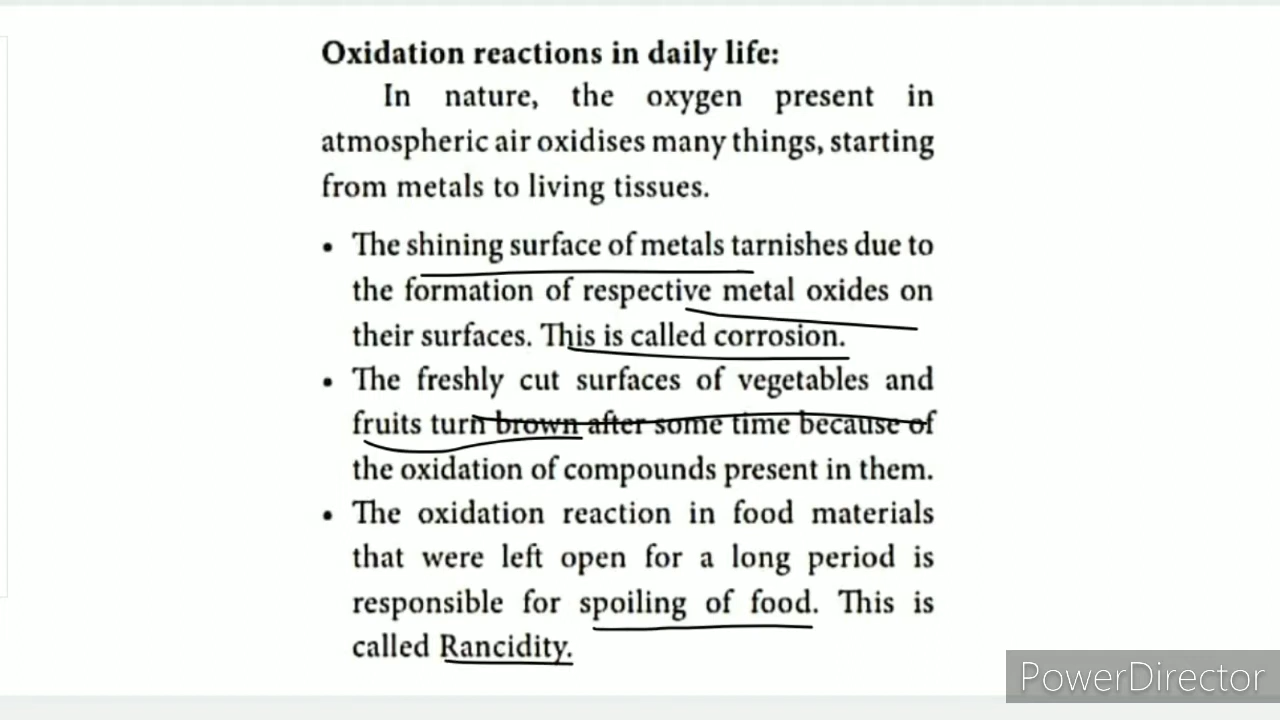 Oxidation reactions in daily life:
In nature, the oxygen present in
atmospheric air oxidises many things, starting
from metals to living tissues.
• The shining surface of metals tarnishes due to
the formation of respective metal oxides on
their surfaces. This is called corrosion.
• The freshly cut surfaces of vegetables and
fruits turn brown after some time because of
the oxidation of compounds present in them.
• The oxidation reaction in food materials
that were left open for a long period is
responsible for spoiling of food. This is
called Rancidity.
PowerDirector